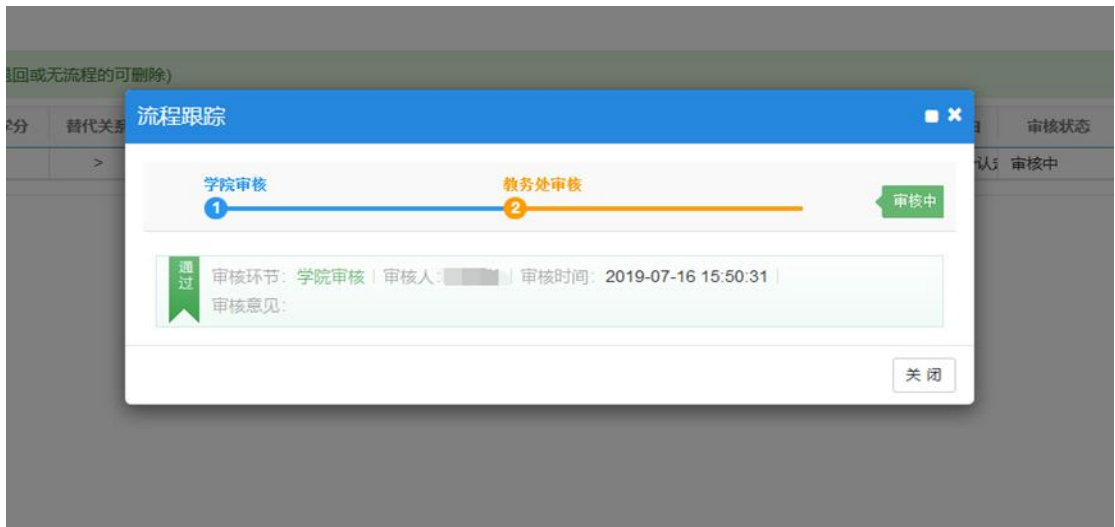 退回或无流程的可删除)
学分 替代关系 审核状态
> 审核中
流程跟踪
学院审核 教务处审核
1 2 审核中
通过 审核环节: 学院审核 | 审核人: | 审核时间: 2019-07-16 15:50:31 |
审核意见:
关 闭